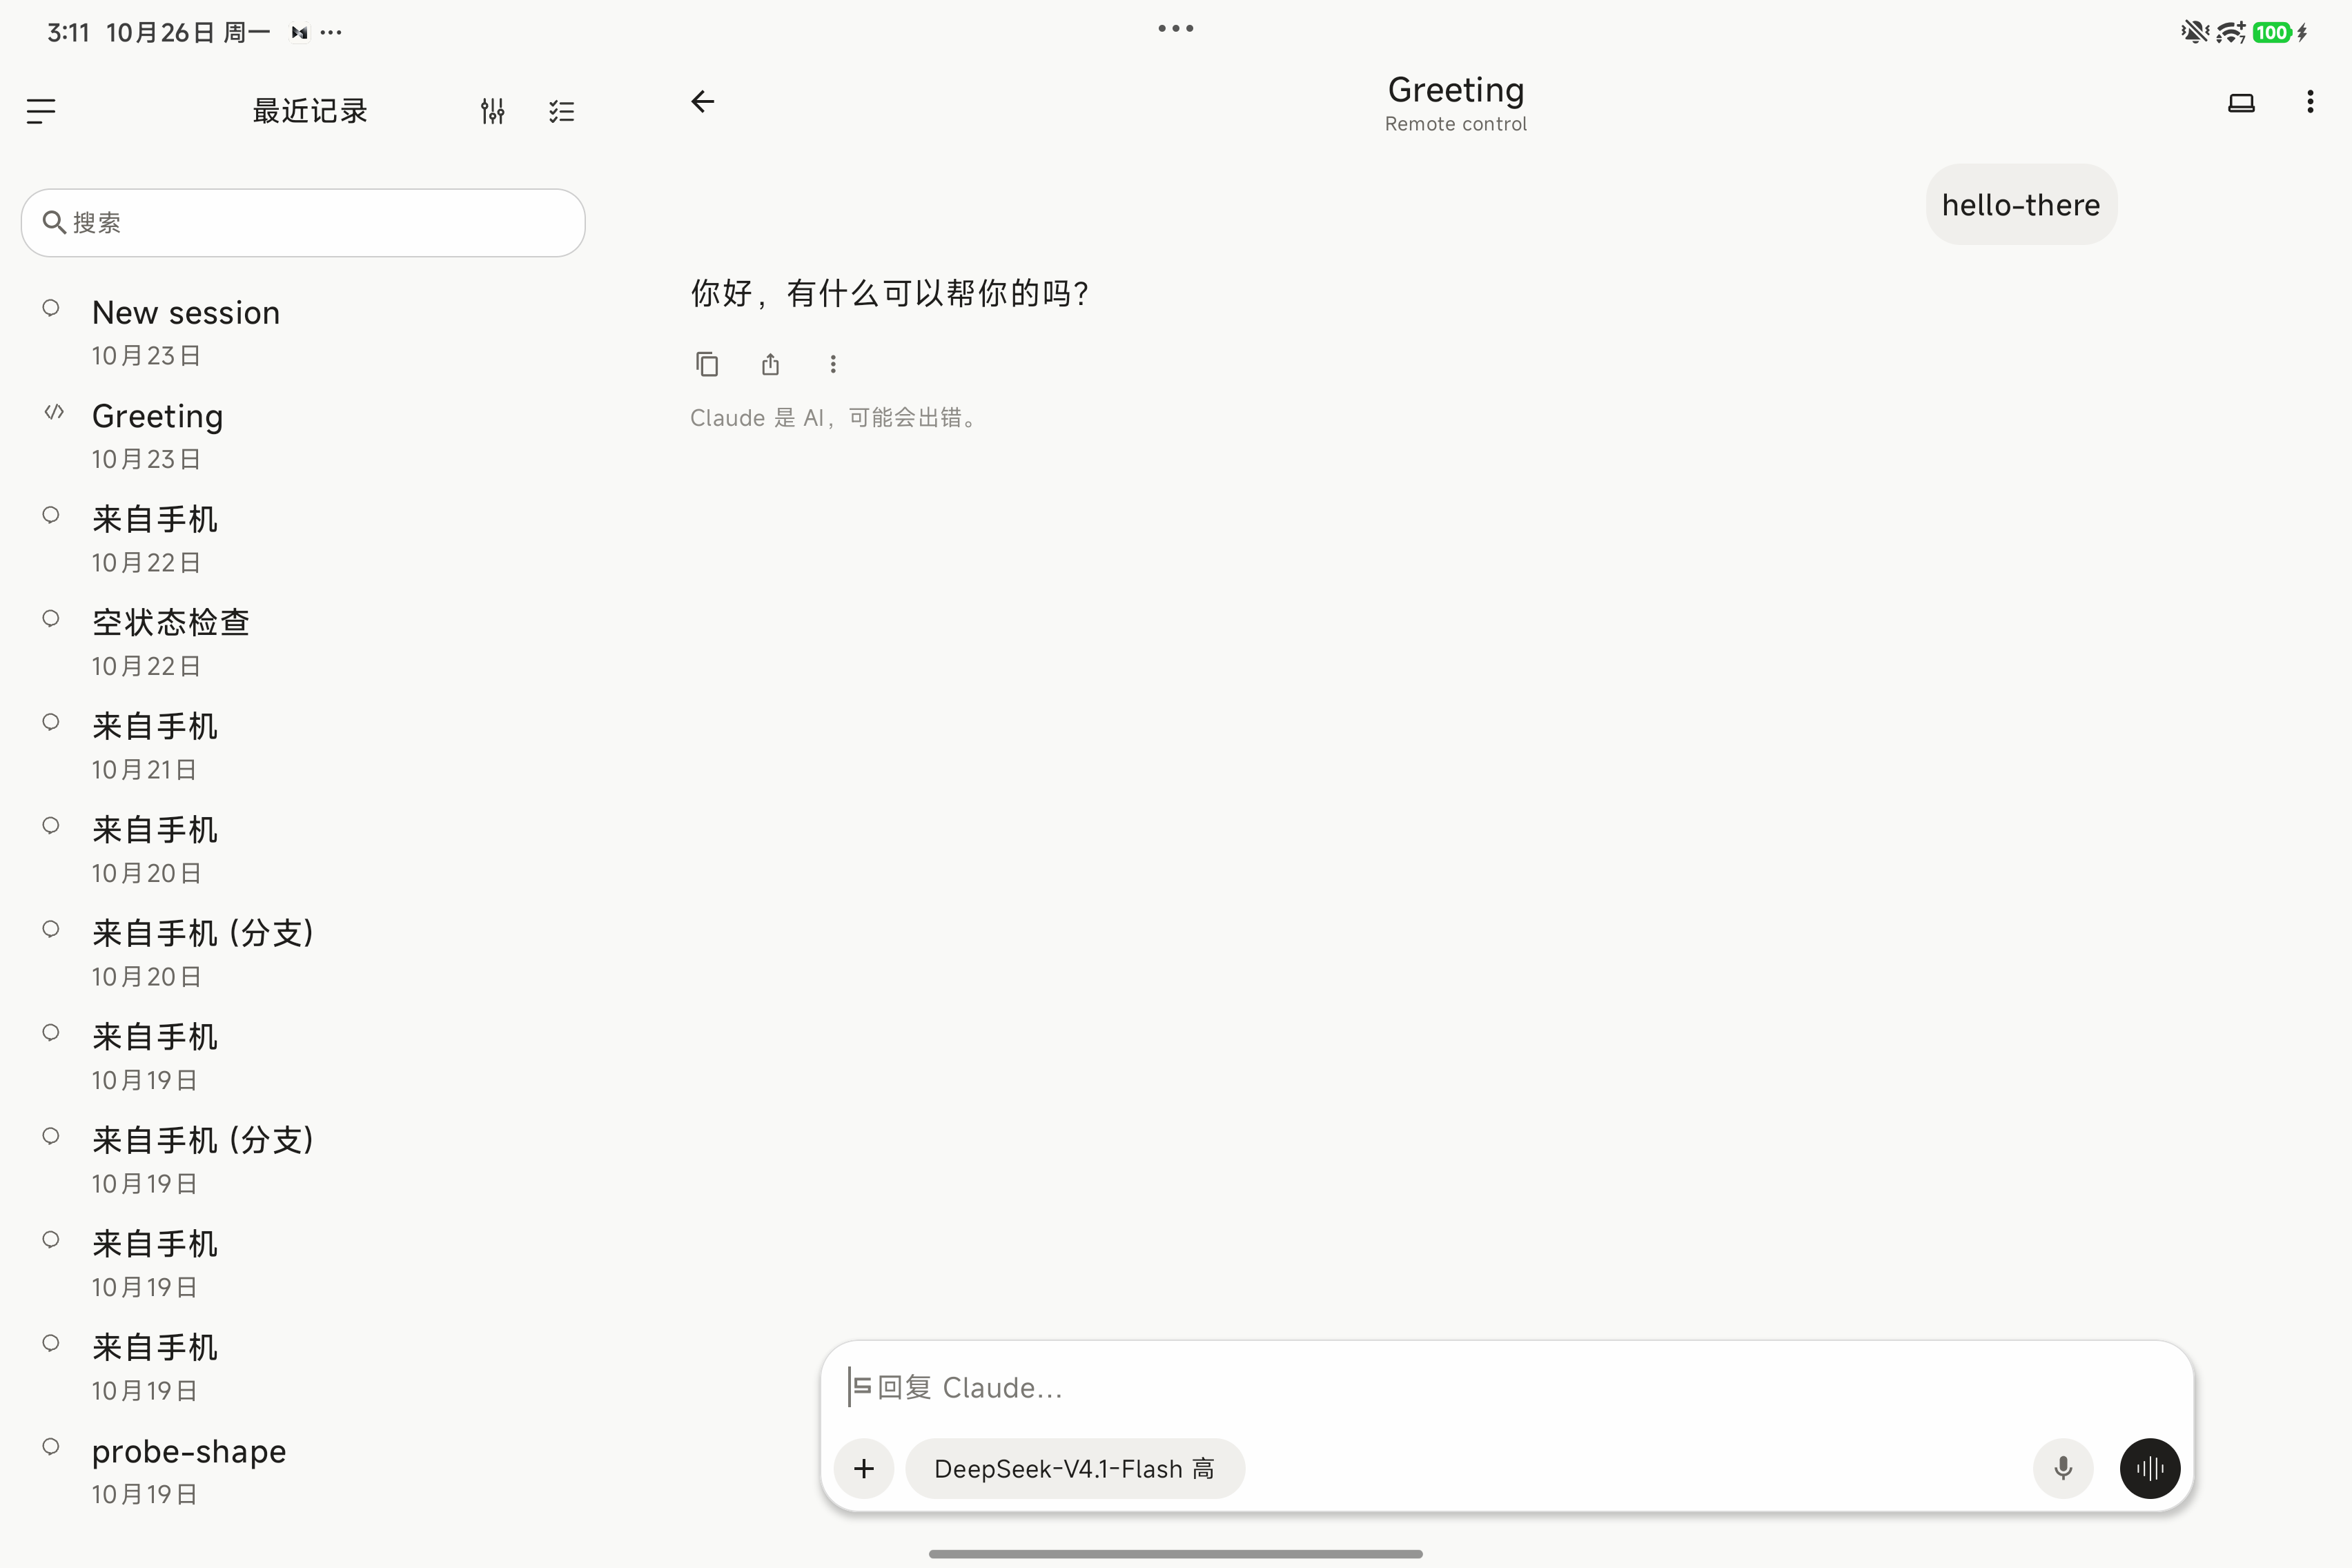 3:11 10月26日 周一
100
最近记录
搜索
New session
10月23日
Greeting
10月23日
来自手机
10月22日
空状态检查
10月22日
来自手机
10月21日
来自手机
10月20日
来自手机 (分支)
10月20日
来自手机
10月19日
来自手机 (分支)
10月19日
来自手机
10月19日
来自手机
10月19日
probe-shape
10月19日
Greeting
Remote control
hello-there
你好，有什么可以帮你的吗？
Claude 是 AI，可能会出错。
回复 Claude...
DeepSeek-V4.1-Flash 高